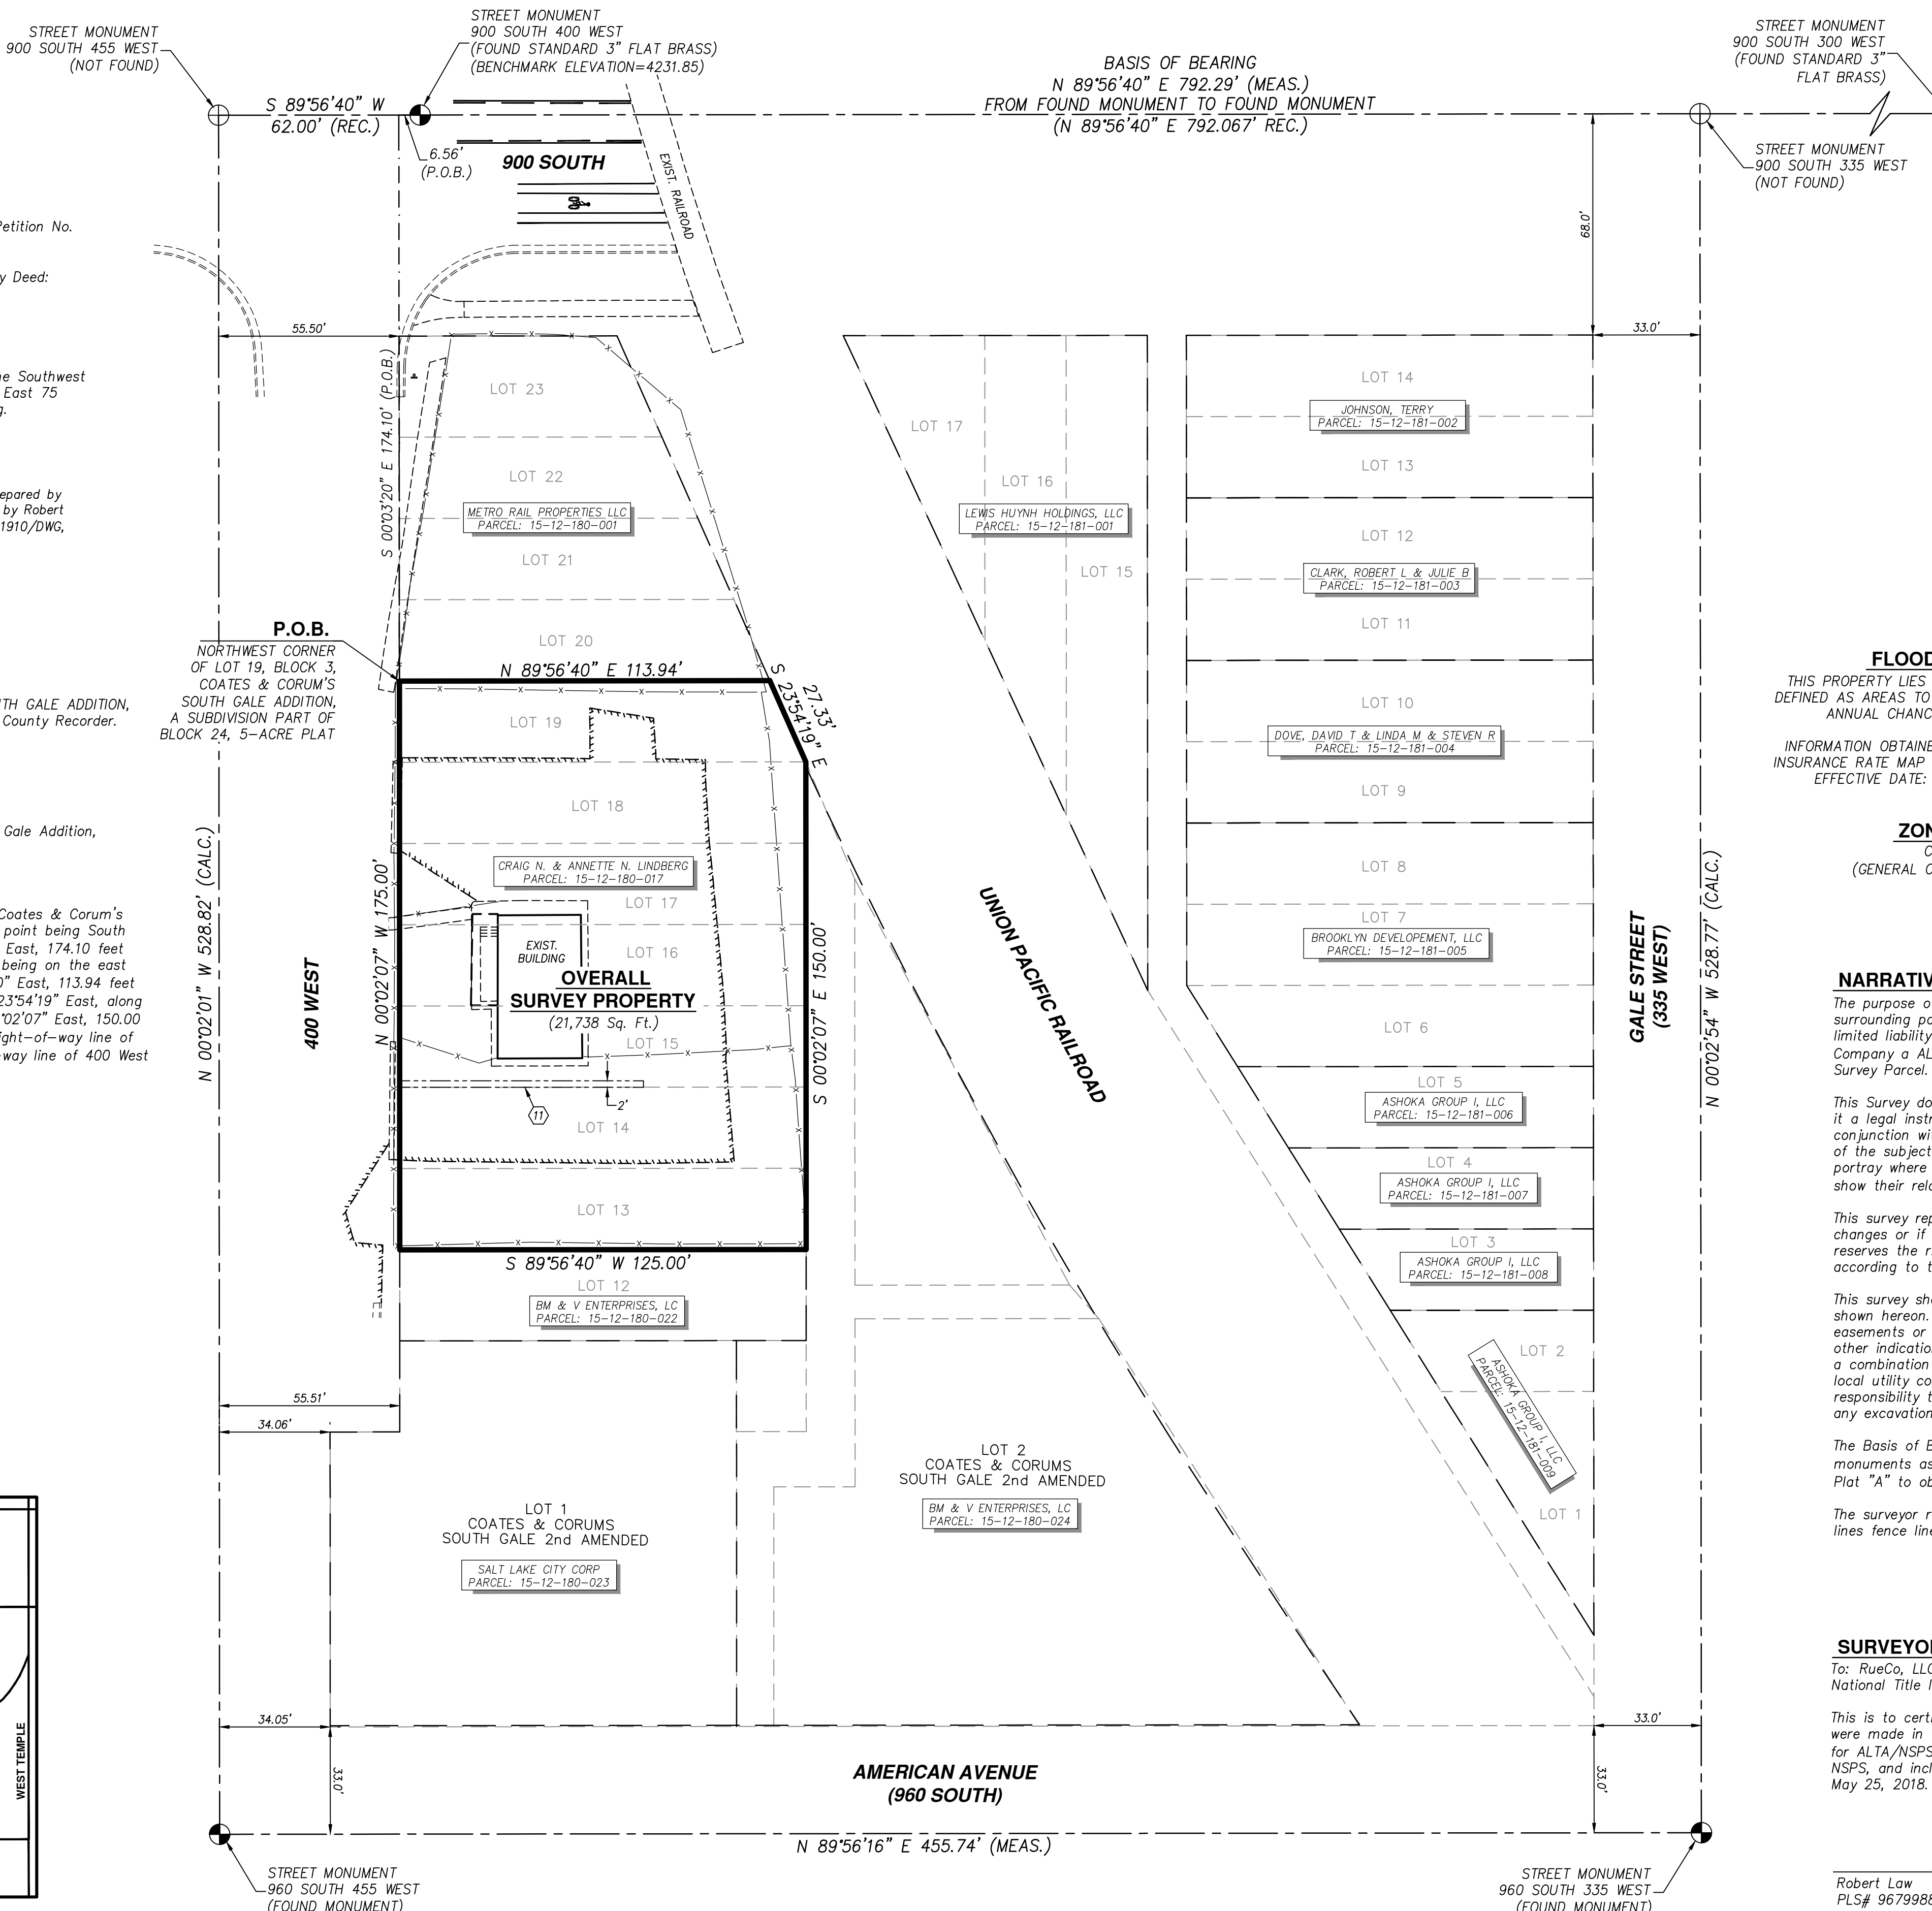 STREET MONUMENT
900 SOUTH 455 WEST
(NOT FOUND)
STREET MONUMENT
900 SOUTH 400 WEST
(FOUND STANDARD 3" FLAT BRASS)
(BENCHMARK ELEVATION=4231.85)
BASIS OF BEARING
N 89°56'40" E 792.29' (MEAS.)
FROM FOUND MONUMENT TO FOUND MONUMENT
(N 89°56'40" E 792.067' REC.)
STREET MONUMENT
900 SOUTH 300 WEST
(FOUND STANDARD 3"
FLAT BRASS)
STREET MONUMENT
900 SOUTH 335 WEST
(NOT FOUND)
S 89°56'40" W
62.00' (REC.)
6.56'
(P.O.B.)
900 SOUTH
EXIST. RAILROAD
68.0'
55.50'
33.0'
Petition No.
y Deed:
he Southwest
East 75
g.
epared by
by Robert
1910/DWG,
S 00°03'20" E 174.10' (P.O.B.)
LOT 23
LOT 22
METRO RAIL PROPERTIES LLC
PARCEL: 15-12-180-001
LOT 21
LOT 20
LOT 17
LOT 16
LEWIS HUYNH HOLDINGS, LLC
PARCEL: 15-12-181-001
LOT 15
LOT 14
JOHNSON, TERRY
PARCEL: 15-12-181-002
LOT 13
LOT 12
CLARK, ROBERT L & JULIE B
PARCEL: 15-12-181-003
LOT 11
LOT 10
DOVE, DAVID T & LINDA M & STEVEN R
PARCEL: 15-12-181-004
LOT 9
LOT 8
LOT 7
BROOKLYN DEVELOPEMENT, LLC
PARCEL: 15-12-181-005
LOT 6
LOT 5
ASHOKA GROUP I, LLC
PARCEL: 15-12-181-006
LOT 4
ASHOKA GROUP I, LLC
PARCEL: 15-12-181-007
LOT 3
ASHOKA GROUP I, LLC
PARCEL: 15-12-181-008
LOT 2
ASHOKA GROUP I, LLC
PARCEL: 15-12-181-009
LOT 1
P.O.B.
NORTHWEST CORNER
OF LOT 19, BLOCK 3,
COATES & CORUM'S
SOUTH GALE ADDITION,
A SUBDIVISION PART OF
BLOCK 24, 5-ACRE PLAT
TH GALE ADDITION,
County Recorder.
Gale Addition,
Coates & Corum's
point being South
East, 174.10 feet
being on the east
0" East, 113.94 feet
23°54'19" East, along
°02'07" East, 150.00
ight-of-way line of
-way line of 400 West
N 89°56'40" E 113.94'
S 23°54'19" E
27.33'
LOT 19
LOT 18
CRAIG N. & ANNETTE N. LINDBERG
PARCEL: 15-12-180-017
LOT 17
LOT 16
EXIST.
BUILDING
OVERALL
SURVEY PROPERTY
(21,738 Sq. Ft.)
LOT 15
2'
11
LOT 14
LOT 13
S 89°56'40" W 125.00'
N 00°02'07" W 175.00'
S 00°02'07" E 150.00'
N 00°02'01" W 528.82' (CALC.)
400 WEST
UNION PACIFIC RAILROAD
GALE STREET
(335 WEST)
N 00°02'54" W 528.77' (CALC.)
LOT 12
BM & V ENTERPRISES, LC
PARCEL: 15-12-180-022
55.51'
34.06'
LOT 1
COATES & CORUMS
SOUTH GALE 2nd AMENDED
SALT LAKE CITY CORP
PARCEL: 15-12-180-023
LOT 2
COATES & CORUMS
SOUTH GALE 2nd AMENDED
BM & V ENTERPRISES, LC
PARCEL: 15-12-180-024
34.05'
33.0'
33.0'
33.0'
AMERICAN AVENUE
(960 SOUTH)
N 89°56'16" E 455.74' (MEAS.)
STREET MONUMENT
960 SOUTH 455 WEST
(FOUND MONUMENT)
STREET MONUMENT
960 SOUTH 335 WEST
(FOUND MONUMENT)
WEST TEMPLE
FLOOD
THIS PROPERTY LIES
DEFINED AS AREAS TO
ANNUAL CHANC
INFORMATION OBTAINE
INSURANCE RATE MAP
EFFECTIVE DATE:
ZON
C
(GENERAL C
NARRATIV
The purpose o
surrounding pa
limited liability
Company a AL
Survey Parcel.
This Survey do
it a legal instr
conjunction wi
of the subject
portray where
show their rela
This survey rep
changes or if
reserves the r
according to t
This survey sh
shown hereon.
easements or
other indication
a combination
local utility co
responsibility t
any excavation
The Basis of B
monuments as
Plat "A" to ob
The surveyor r
lines fence line
SURVEYO
To: RueCo, LLC
National Title I
This is to certi
were made in
for ALTA/NSPS
NSPS, and incl
May 25, 2018.
Robert Law
PLS# 9679988